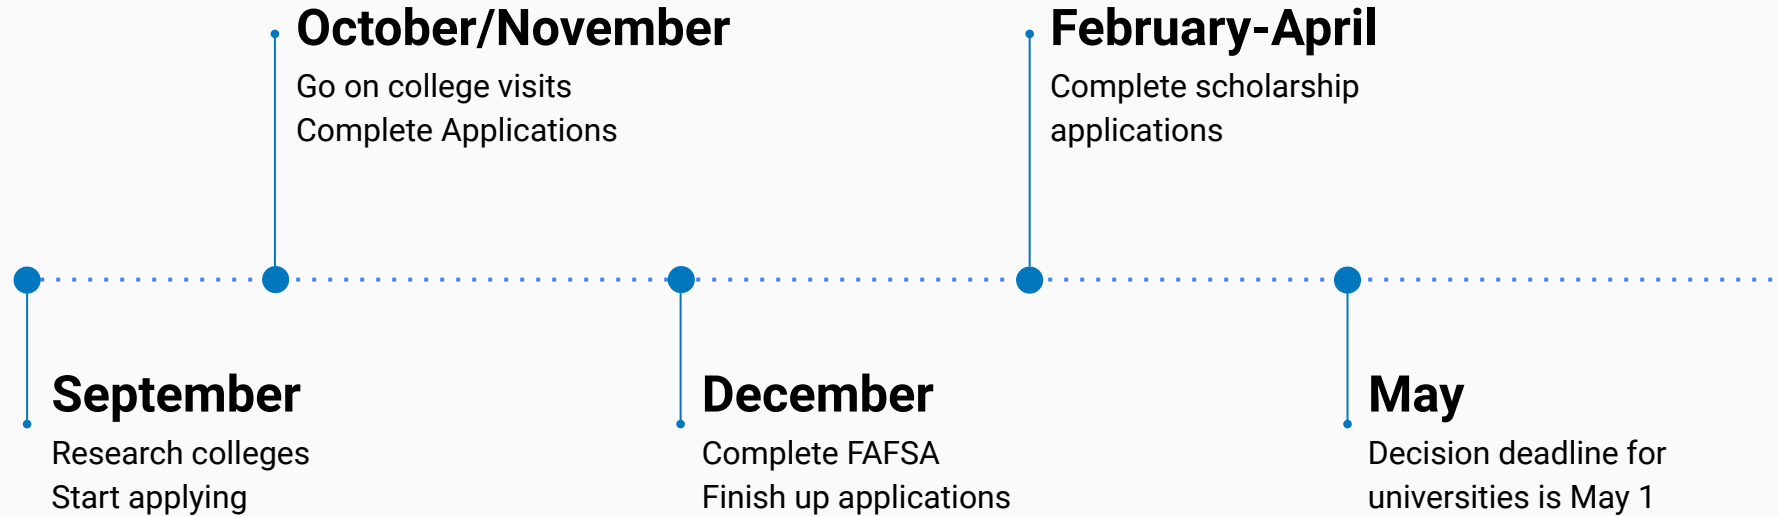 October/November
Go on college visits
Complete Applications
February-April
Complete scholarship
applications
September
Research colleges
Start applying
December
Complete FAFSA
Finish up applications
May
Decision deadline for
universities is May 1